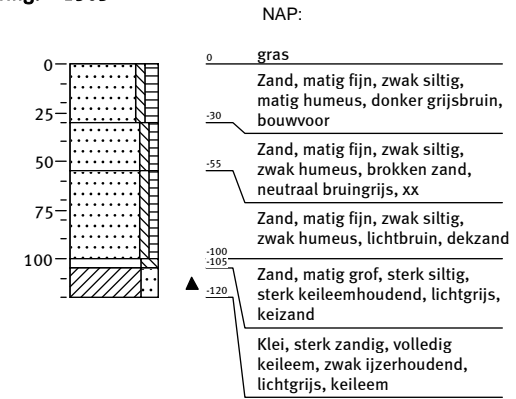 NAP:
0
25
50
75
100
0
gras
Zand, matig fijn, zwak siltig,
matig humeus, donker grijsbruin,
bouwvoor
-30
Zand, matig fijn, zwak siltig,
zwak humeus, brokken zand,
neutraal bruingrijs, xx
-55
Zand, matig fijn, zwak siltig,
zwak humeus, lichtbruin, dekzand
-100
-105
Zand, matig grof, sterk siltig,
sterk keileemhoudend, lichtgrijs,
keizand
-120
Klei, sterk zandig, volledig
keileem, zwak ijzerhoudend,
lichtgrijs, keileem